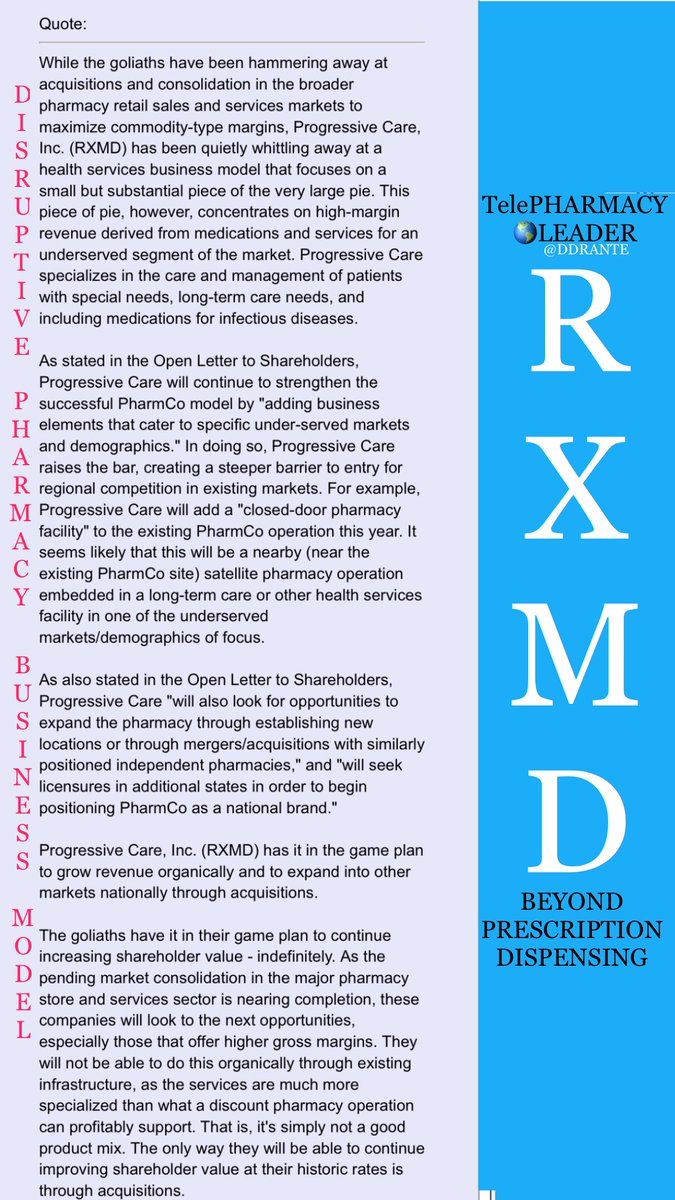 Quote:
While the goliaths have been hammering away at
acquisitions and consolidation in the broader
pharmacy retail sales and services markets to
maximize commodity-type margins, Progressive Care,
Inc. (RXMD) has been quietly whittling away at a
health services business model that focuses on a
small but substantial piece of the very large pie. This
piece of pie, however, concentrates on high-margin
revenue derived from medications and services for an
underserved segment of the market. Progressive Care
specializes in the care and management of patients
with special needs, long-term care needs, and
including medications for infectious diseases.
As stated in the Open Letter to Shareholders,
Progressive Care will continue to strengthen the
successful PharmCo model by "adding business
elements that cater to specific under-served markets
and demographics." In doing so, Progressive Care
raises the bar, creating a steeper barrier to entry for
regional competition in existing markets. For example,
Progressive Care will add a "closed-door pharmacy
facility" to the existing PharmCo operation this year. It
seems likely that this will be a nearby (near the
existing PharmCo site) satellite pharmacy operation
embedded in a long-term care or other health services
facility in one of the underserved
markets/demographics of focus.
As also stated in the Open Letter to Shareholders,
Progressive Care "will also look for opportunities to
expand the pharmacy through establishing new
locations or through mergers/acquisitions with similarly
positioned independent pharmacies," and "will seek
licensures in additional states in order to begin
positioning PharmCo as a national brand."
Progressive Care, Inc. (RXMD) has it in the game plan
to grow revenue organically and to expand into other
markets nationally through acquisitions.
The goliaths have it in their game plan to continue
increasing shareholder value - indefinitely. As the
pending market consolidation in the major pharmacy
store and services sector is nearing completion, these
companies will look to the next opportunities,
especially those that offer higher gross margins. They
will not be able to do this organically through existing
infrastructure, as the services are much more
specialized than what a discount pharmacy operation
can profitably support. That is, it's simply not a good
product mix. The only way they will be able to continue
improving shareholder value at their historic rates is
through acquisitions.
DISRUPTIVE PHARMACY BUSINESS MODEL
TelePHARMACY
LEADER
@DDRANTE
RXMD
BEYOND
PRESCRIPTION
DISPENSING